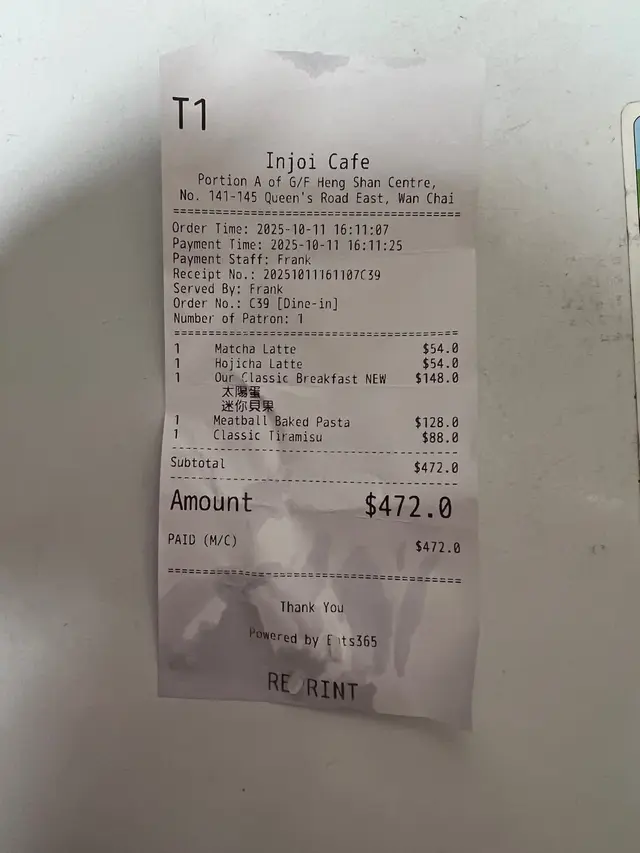 T1
Injoi Cafe
Portion A of G/F Heng Shan Centre,
No. 141-145 Queen's Road East, Wan Chai
Order Time: 2025-10-11 16:11:07
Payment Time: 2025-10-11 16:11:25
Payment Staff: Frank
Receipt No.: 20251011161107C39
Served By: Frank
Order No.: C39 [Dine-in]
Number of Patron: 1
1 Matcha Latte $54.0
1 Hojicha Latte $54.0
1 Our Classic Breakfast NEW $148.0
太陽蛋
迷你貝果
1 Meatball Baked Pasta $128.0
1 Classic Tiramisu $88.0
Subtotal $472.0
Amount $472.0
PAID (M/C) $472.0
Thank You
Powered by Eats365
REPRINT